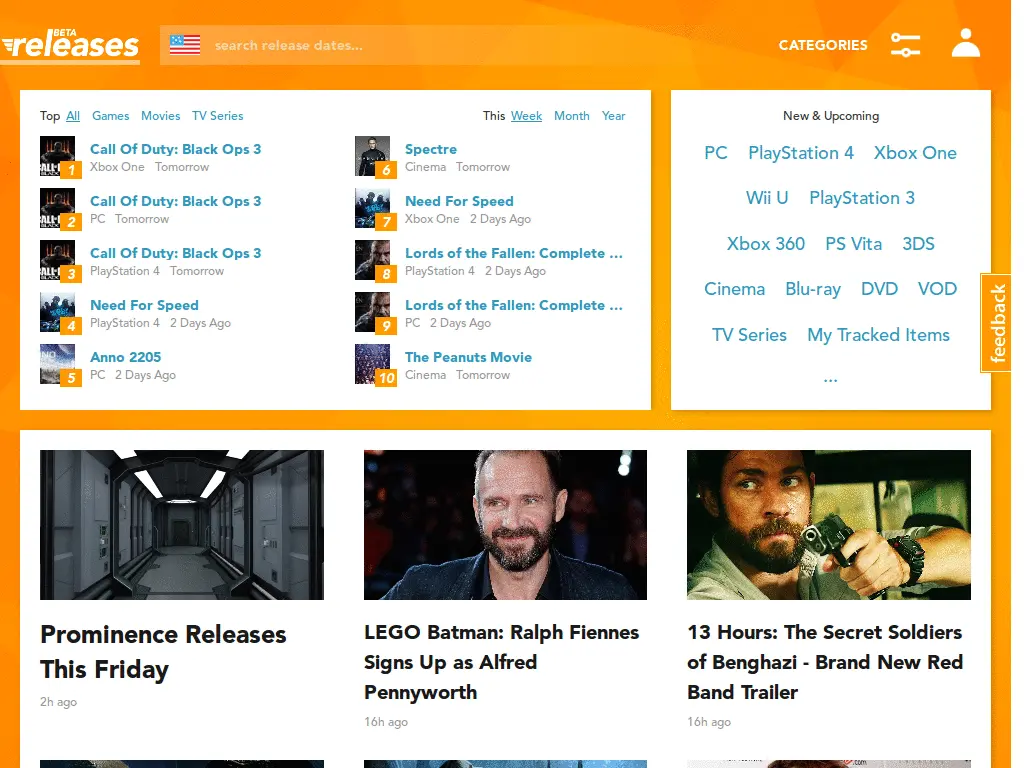 BETA
releases
search release dates...
CATEGORIES
Top All Games Movies TV Series
This Week Month Year
1
Call Of Duty: Black Ops 3
Xbox One Tomorrow
2
Call Of Duty: Black Ops 3
PC Tomorrow
3
Call Of Duty: Black Ops 3
PlayStation 4 Tomorrow
4
Need For Speed
PlayStation 4 2 Days Ago
5
Anno 2205
PC 2 Days Ago
6
Spectre
Cinema Tomorrow
7
Need For Speed
Xbox One 2 Days Ago
8
Lords of the Fallen: Complete ...
PlayStation 4 2 Days Ago
9
Lords of the Fallen: Complete ...
PC 2 Days Ago
10
The Peanuts Movie
Cinema Tomorrow
New & Upcoming
PC PlayStation 4 Xbox One
Wii U PlayStation 3
Xbox 360 PS Vita 3DS
Cinema Blu-ray DVD VOD
TV Series My Tracked Items
...
feedback
Prominence Releases
This Friday
2h ago
LEGO Batman: Ralph Fiennes
Signs Up as Alfred
Pennyworth
16h ago
13 Hours: The Secret Soldiers
of Benghazi - Brand New Red
Band Trailer
16h ago